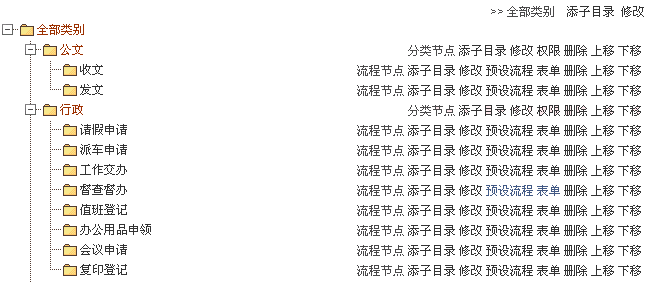 >> 全部类别 添子目录 修改
全部类别
公文 分类节点 添子目录 修改 权限 删除 上移 下移
收文 流程节点 添子目录 修改 预设流程 表单 删除 上移 下移
发文 流程节点 添子目录 修改 预设流程 表单 删除 上移 下移
行政 分类节点 添子目录 修改 权限 删除 上移 下移
请假申请 流程节点 添子目录 修改 预设流程 表单 删除 上移 下移
派车申请 流程节点 添子目录 修改 预设流程 表单 删除 上移 下移
工作交办 流程节点 添子目录 修改 预设流程 表单 删除 上移 下移
督查督办 流程节点 添子目录 修改 预设流程 表单 删除 上移 下移
值班登记 流程节点 添子目录 修改 预设流程 表单 删除 上移 下移
办公用品申领 流程节点 添子目录 修改 预设流程 表单 删除 上移 下移
会议申请 流程节点 添子目录 修改 预设流程 表单 删除 上移 下移
复印登记 流程节点 添子目录 修改 预设流程 表单 删除 上移 下移